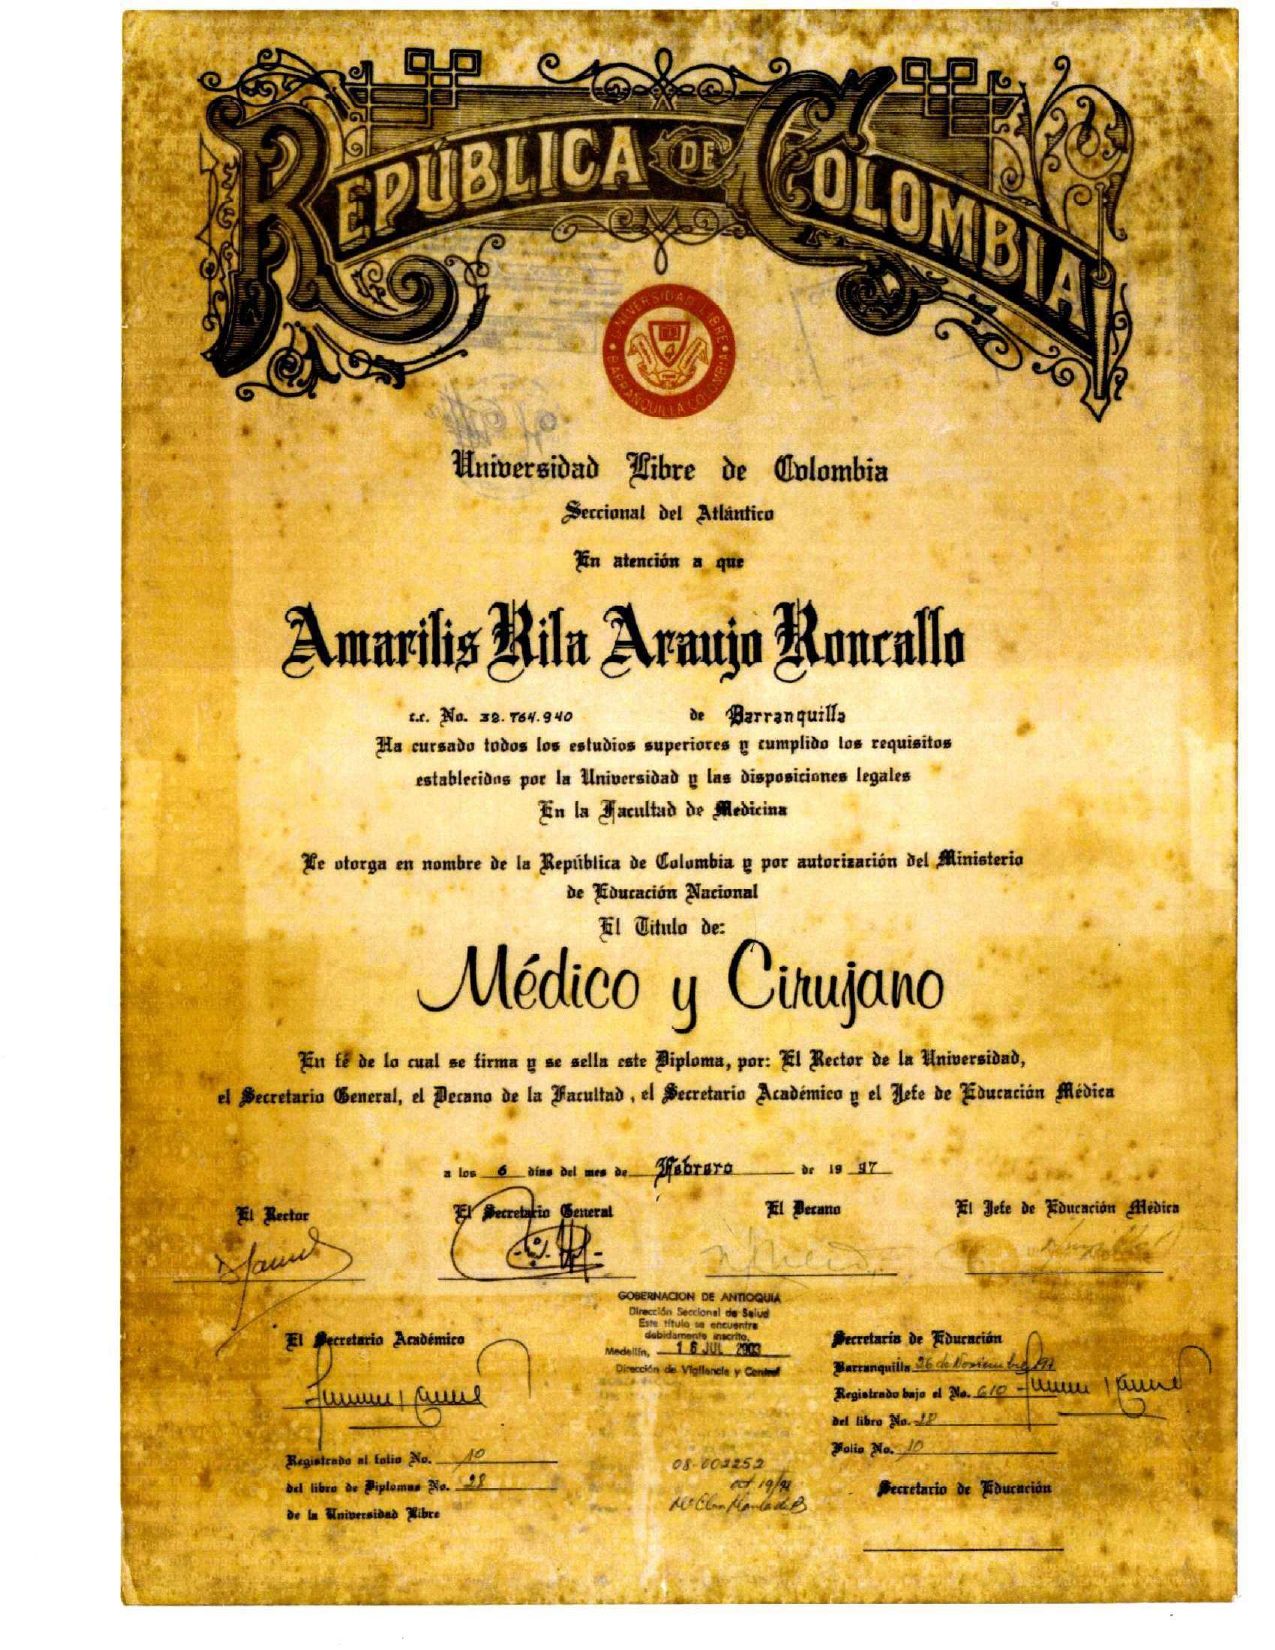 REPÚBLICA DE COLOMBIA
UNIVERSIDAD LIBRE
BARRANQUILLA COLOMBIA
Universidad Libre de Colombia
Seccional del Atlántico
En atención a que
Amarilis Rila Araujo Roncallo
c.c. No. 32.764.940 de Barranquilla
Ha cursado todos los estudios superiores y cumplido los requisitos
establecidos por la Universidad y las disposiciones legales
En la Facultad de Medicina
Le otorga en nombre de la República de Colombia y por autorización del Ministerio
de Educación Nacional
El Titulo de:
Médico y Cirujano
En fé de lo cual se firma y se sella este Diploma, por: El Rector de la Universidad,
el Secretario General, el Decano de la Facultad, el Secretario Académico y el Jefe de Educación Médica
a los 6 dias del mes de Febrero de 19 97
El Rector
El Secretario General
El Decano
El Jefe de Educación Médica
GOBERNACION DE ANTIOQUIA
Dirección Seccional de Salud
Este título se encuentra
debidamente inscrito.
Medellín, 16 JUL 2003
Dirección de Vigilancia y Control
El Secretario Académico
Secretaría de Educación
Barranquilla 26 de Noviembre
Registrado bajo el No. 610
del libro No. 28
Folio No. 10
Registrado al folio No. 10
del libro de Diplomas No. 28
de la Universidad Libre
08-002252
oct 19/
Secretario de Educación